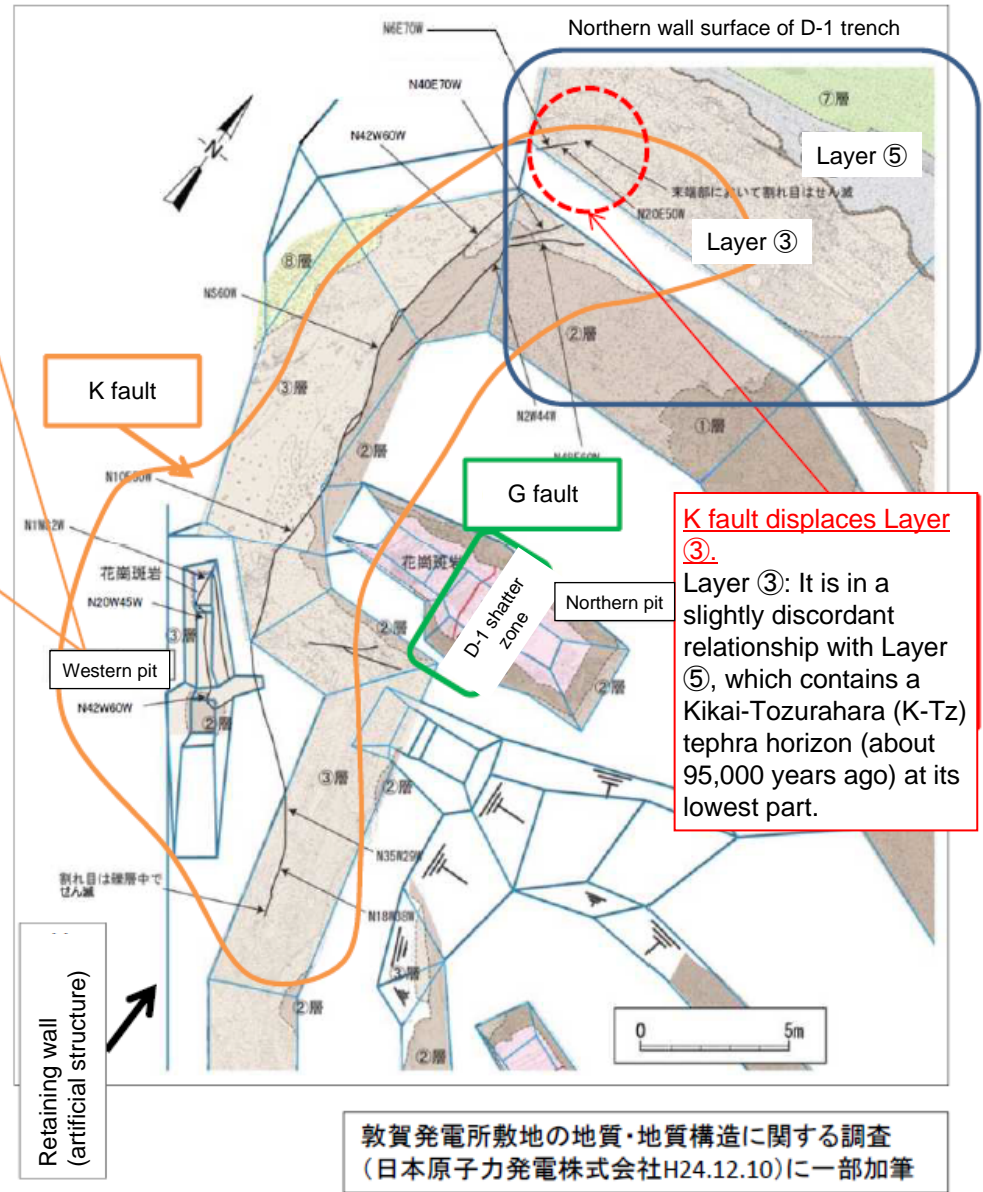 Northern wall surface of D-1 trench
N6E70W
N40E70W
N42W60W
⑦層
Layer ⑤
末端部において割れ目はせん滅
N20E50W
Layer ③
⑧層
NS60W
②層
K fault
③層
N2W44W
①層
②層
G fault
花崗斑岩
D-1 shatter
zone
Northern pit
②層
②層
K fault displaces Layer
③.
Layer ③: It is in a
slightly discordant
relationship with Layer
⑤, which contains a
Kikai-Tozurahara (K-Tz)
tephra horizon (about
95,000 years ago) at its
lowest part.
花崗斑岩
N20W45W
③層
Western pit
N42W60W
②層
③層
②層
N35W29W
割れ目は礫層中で
せん滅
N18W38W
③層
②層
②層
Retaining wall
(artificial structure)
0 5m
敦賀発電所敷地の地質・地質構造に関する調査
（日本原子力発電株式会社H24.12.10）に一部加筆